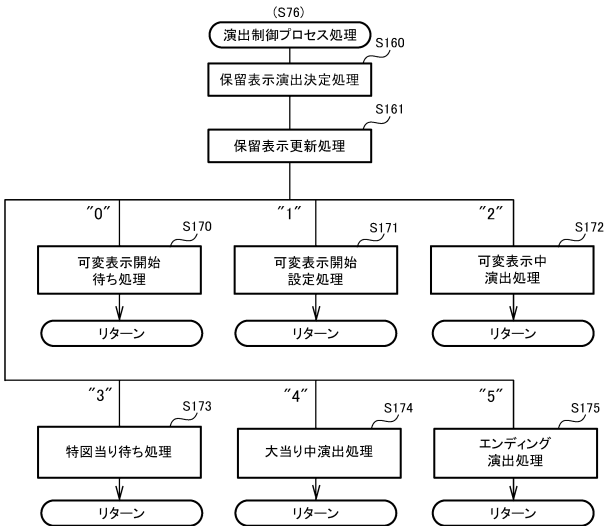 (S76)
演出制御プロセス処理
S160
保留表示演出決定処理
S161
保留表示更新処理
"0"
"1"
"2"
S170
可変表示開始
待ち処理
リターン
S171
可変表示開始
設定処理
リターン
S172
可変表示中
演出処理
リターン
"3"
"4"
"5"
S173
特図当り待ち処理
リターン
S174
大当り中演出処理
リターン
S175
エンディング
演出処理
リターン